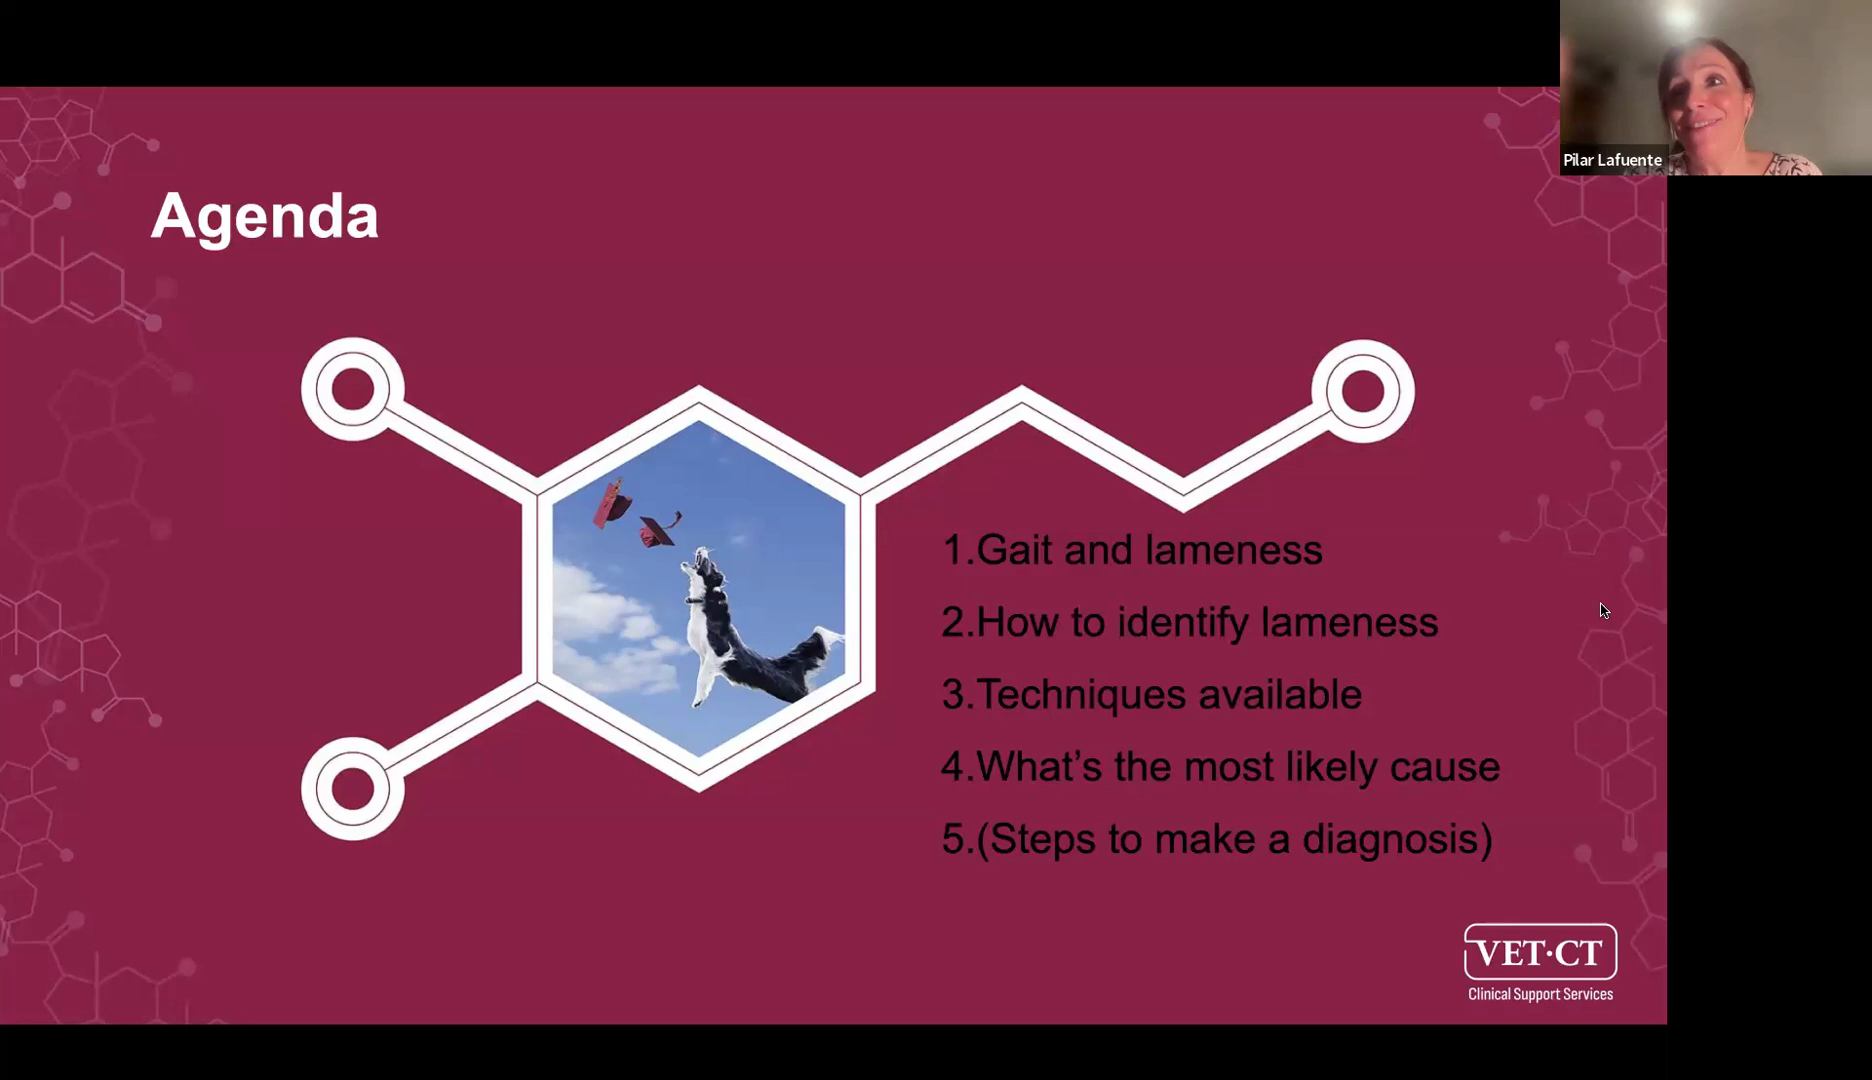 Pilar Lafuente
Agenda
1.Gait and lameness
2.How to identify lameness
3.Techniques available
4.What’s the most likely cause
5.(Steps to make a diagnosis)
VET·CT
Clinical Support Services